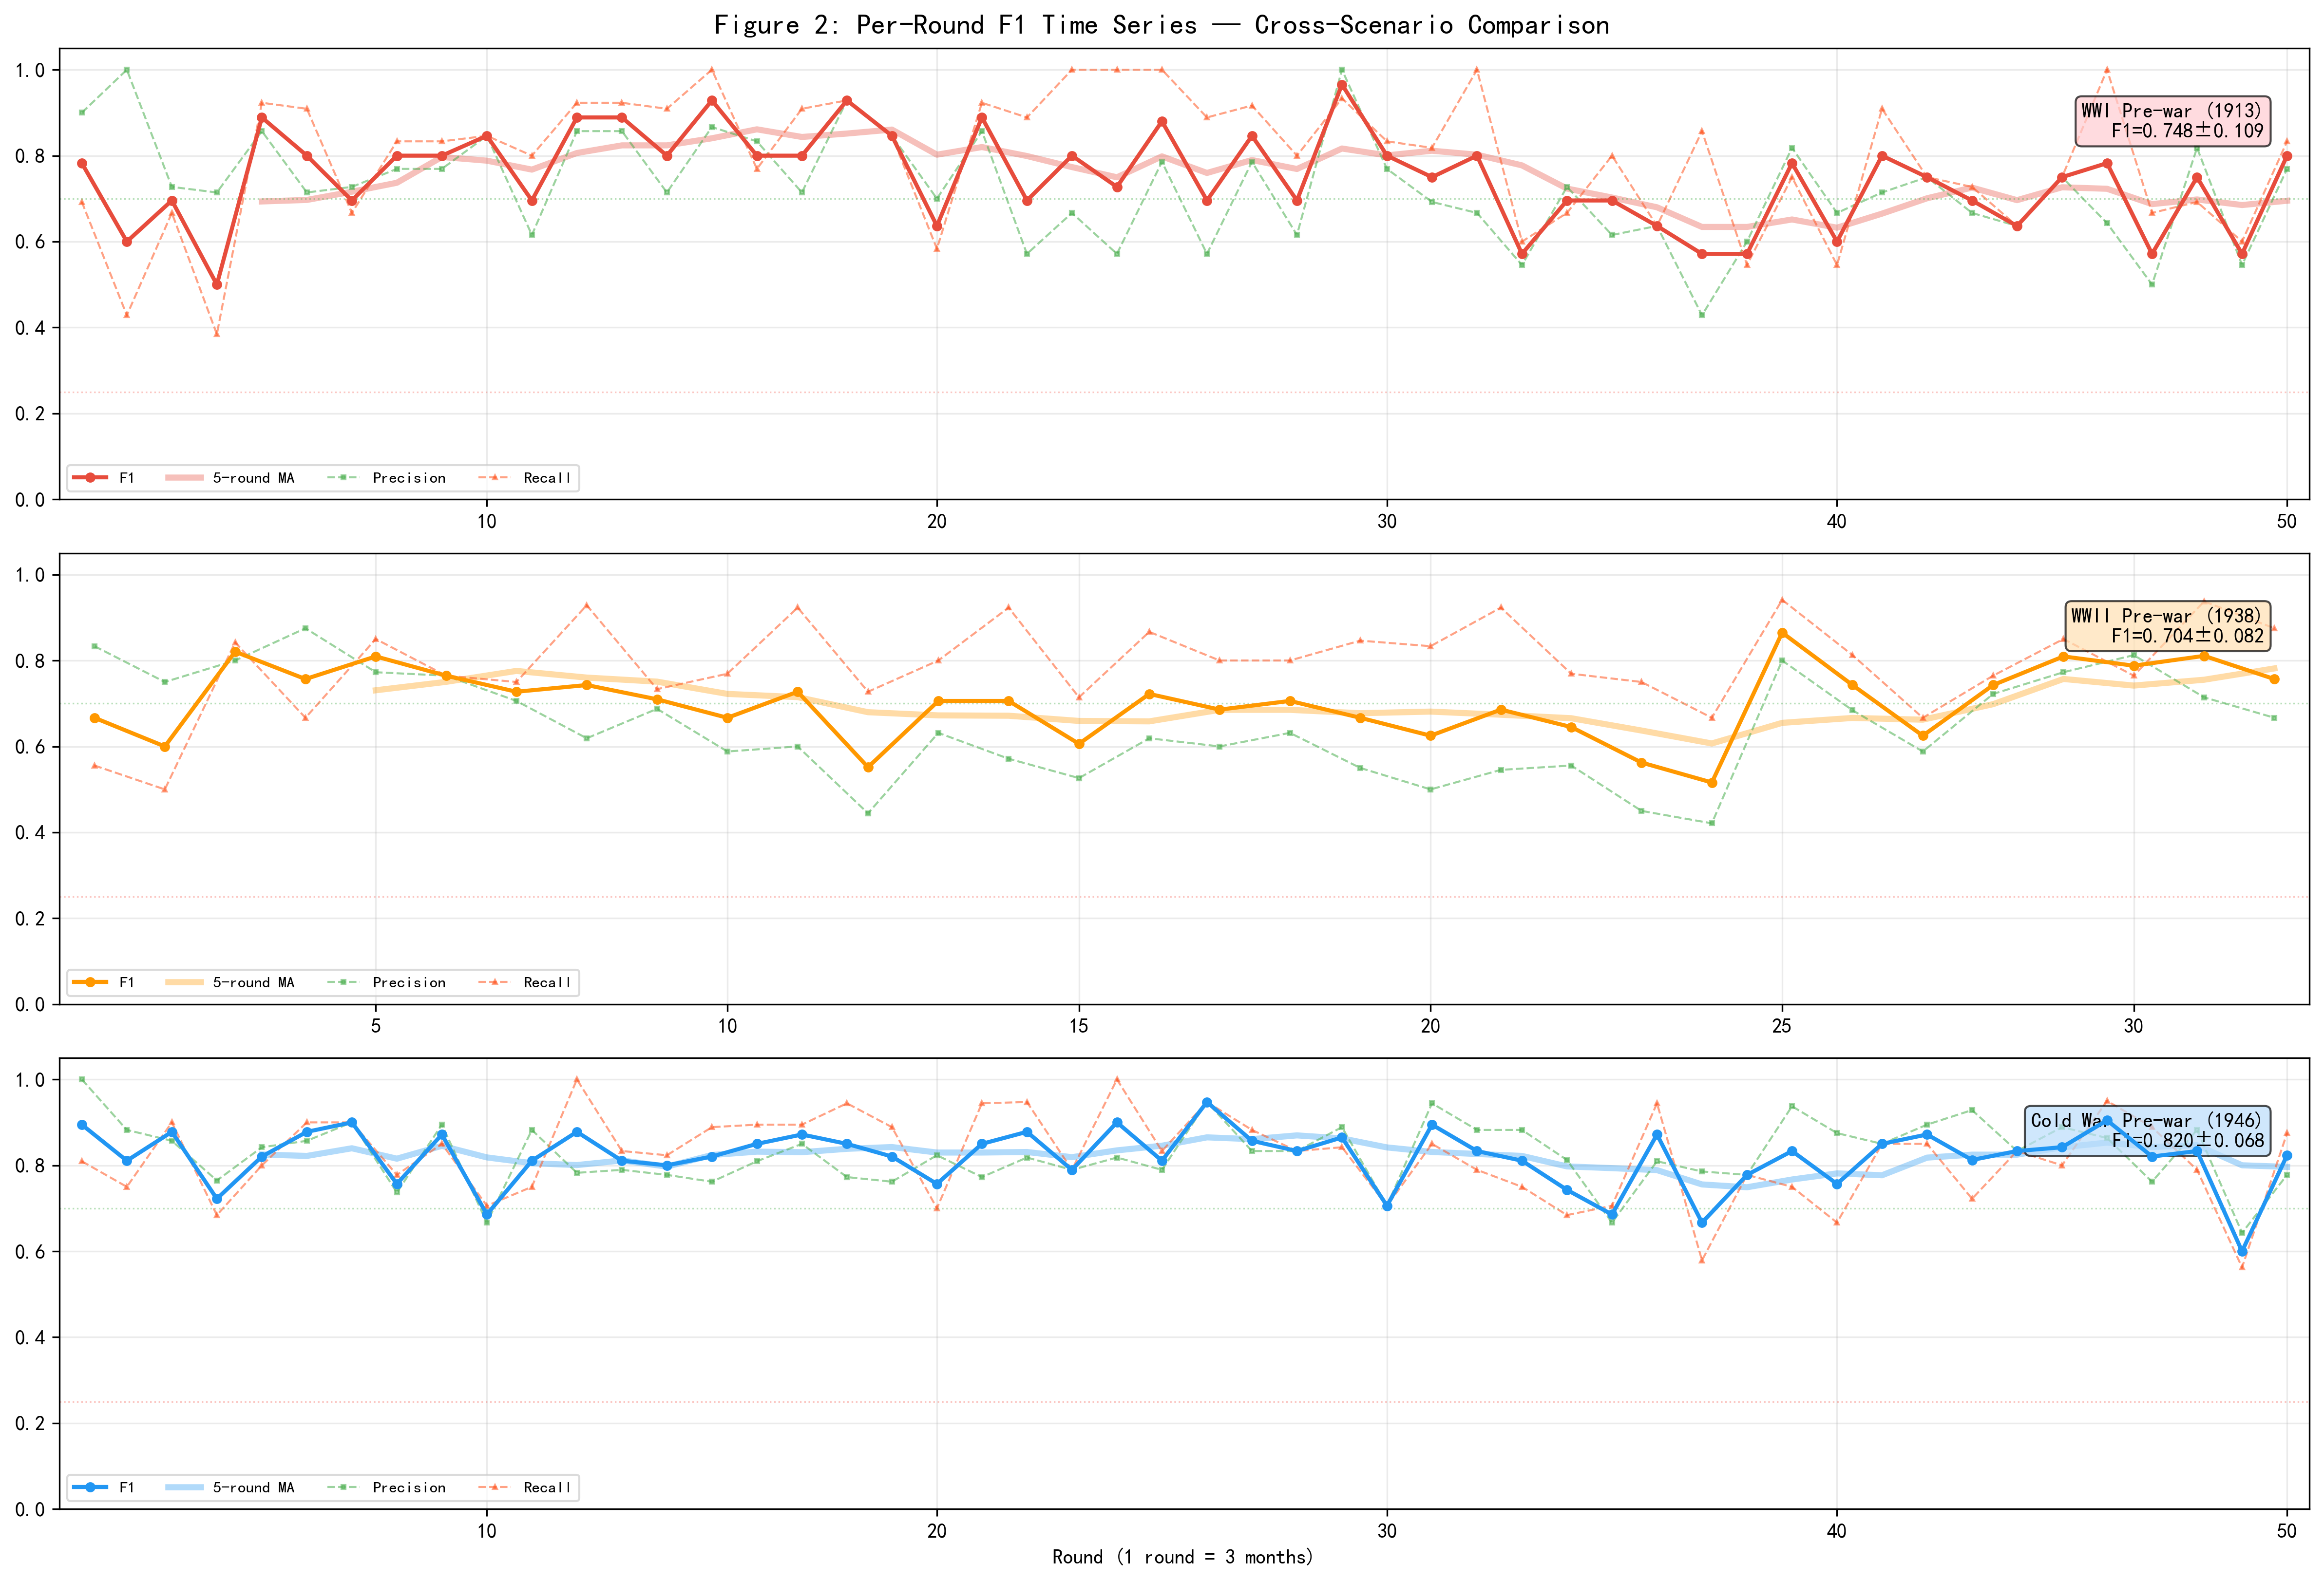 Figure 2: Per-Round F1 Time Series — Cross-Scenario Comparison
1.0
0.8
0.6
0.4
0.2
0.0
WWI Pre-war (1913)
F1=0.748±0.109
F1 5-round MA Precision Recall
10 20 30 40 50
1.0
0.8
0.6
0.4
0.2
0.0
WWII Pre-war (1938)
F1=0.704±0.082
F1 5-round MA Precision Recall
5 10 15 20 25 30
1.0
0.8
0.6
0.4
0.2
0.0
Cold War Pre-war (1946)
F1=0.820±0.068
F1 5-round MA Precision Recall
10 20 30 40 50
Round (1 round = 3 months)